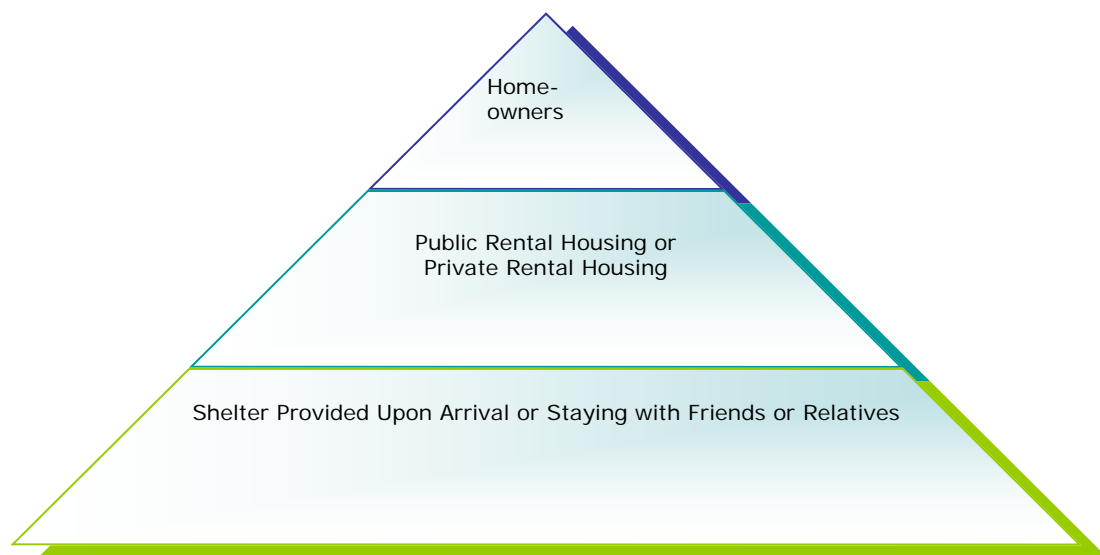 Home-
owners
Public Rental Housing or
Private Rental Housing
Shelter Provided Upon Arrival or Staying with Friends or Relatives